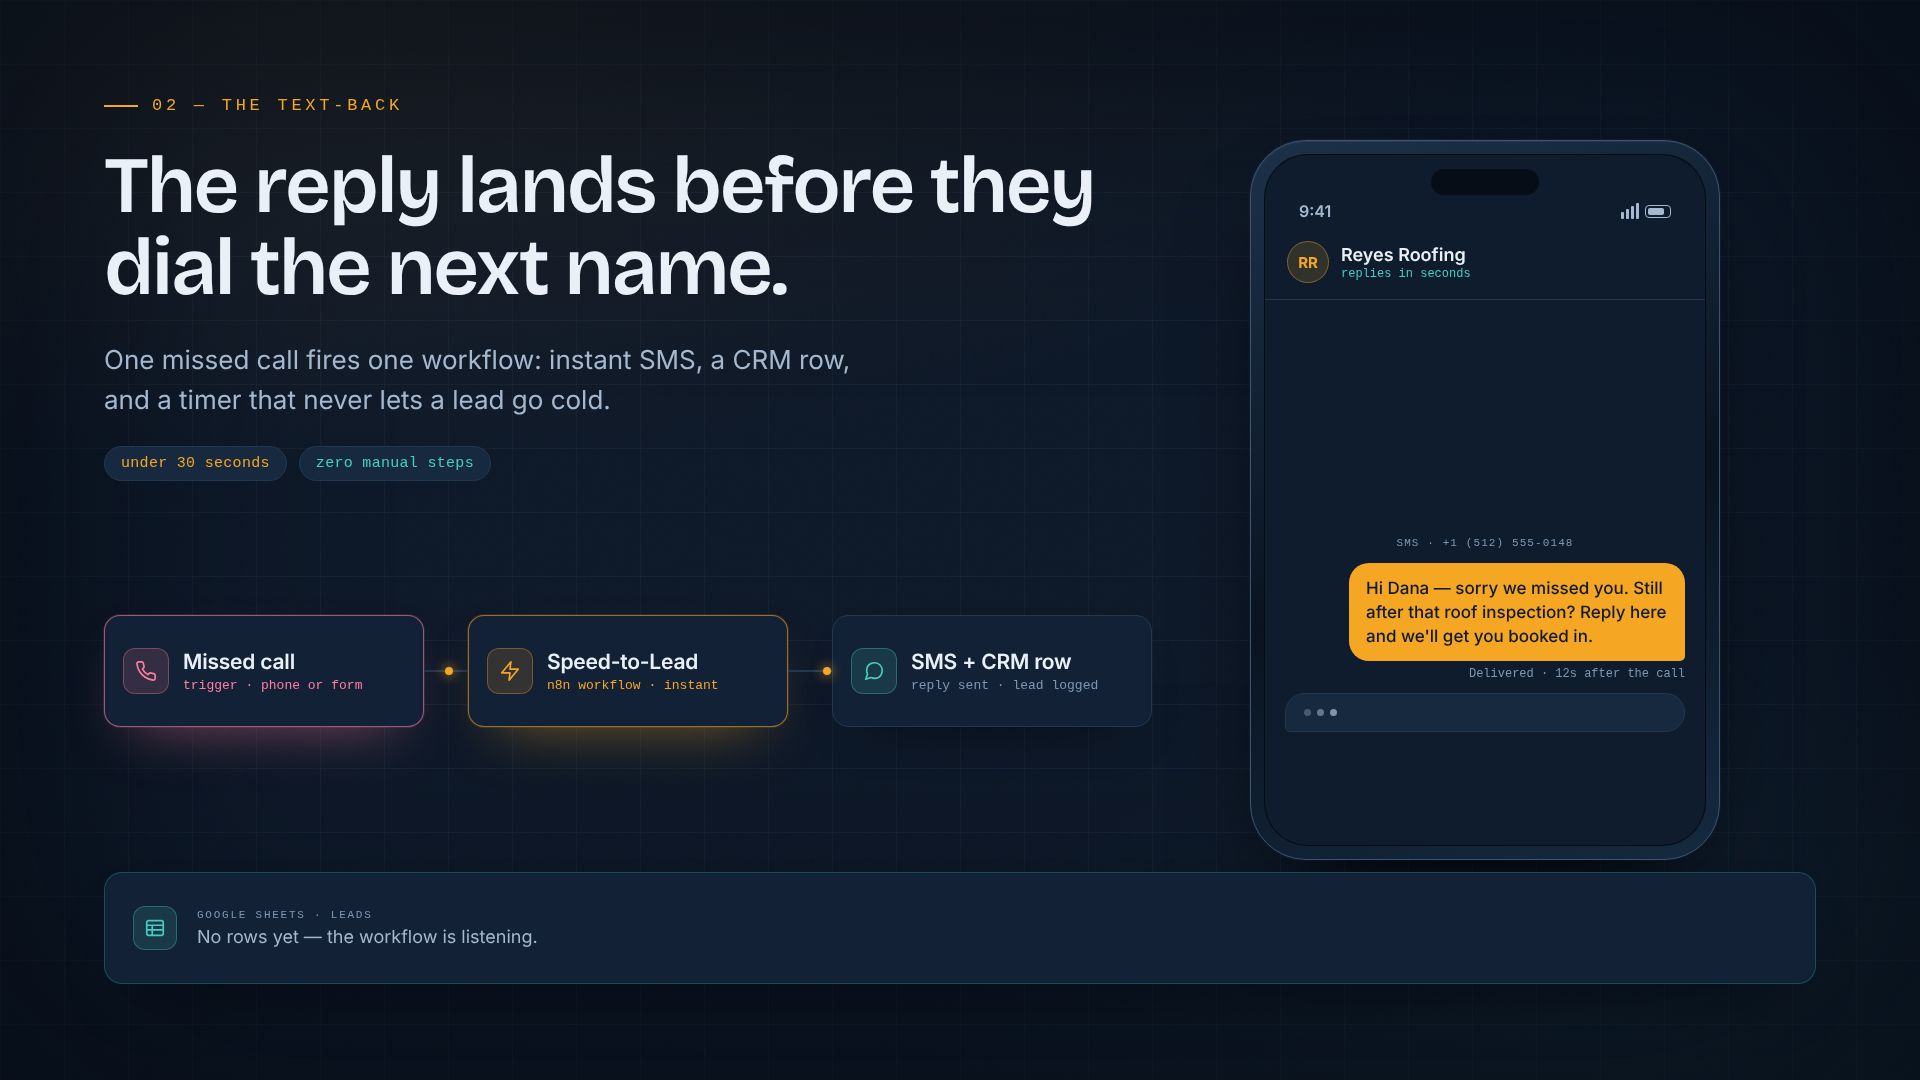 02 — THE TEXT-BACK
The reply lands before they
dial the next name.
One missed call fires one workflow: instant SMS, a CRM row,
and a timer that never lets a lead go cold.
under 30 seconds
zero manual steps
Missed call
trigger · phone or form
Speed-to-Lead
n8n workflow · instant
SMS + CRM row
reply sent · lead logged
9:41
RR
Reyes Roofing
replies in seconds
SMS · +1 (512) 555-0148
Hi Dana — sorry we missed you. Still
after that roof inspection? Reply here
and we'll get you booked in.
Delivered · 12s after the call
GOOGLE SHEETS · LEADS
No rows yet — the workflow is listening.